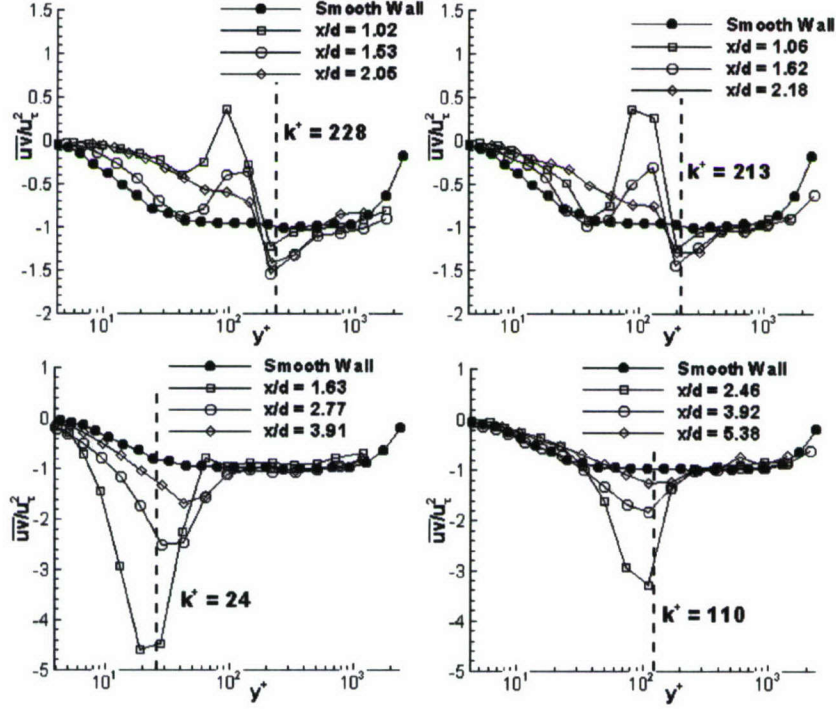 Smooth Wall
x/d = 1.02
x/d = 1.53
x/d = 2.05
k⁺ = 228
1.5
1
0.5
0
-0.5
-1
-1.5
-2
uv/u²τ
10¹
10²
10³
y⁺
Smooth Wall
x/d = 1.06
x/d = 1.62
x/d = 2.18
k⁺ = 213
1.5
1
0.5
0
-0.5
-1
-1.5
-2
uv/u²τ
10¹
10²
10³
y⁺
Smooth Wall
x/d = 1.63
x/d = 2.77
x/d = 3.91
k⁺ = 24
1
0
-1
-2
-3
-4
-5
uv/u²τ
10¹
10²
10³
y⁺
Smooth Wall
x/d = 2.46
x/d = 3.92
x/d = 5.38
k⁺ = 110
1
0
-1
-2
-3
-4
-5
uv/u²τ
10¹
10²
10³
y⁺